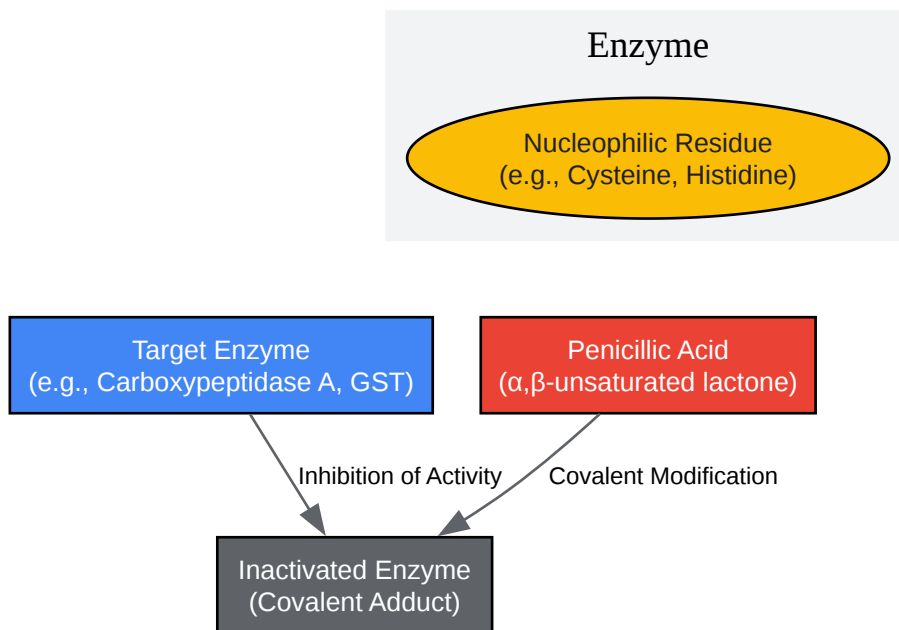 Enzyme
Nucleophilic Residue
(e.g., Cysteine, Histidine)
Target Enzyme
(e.g., Carboxypeptidase A, GST)
Penicillic Acid
(α,β-unsaturated lactone)
Inhibition of Activity
Covalent Modification
Inactivated Enzyme
(Covalent Adduct)